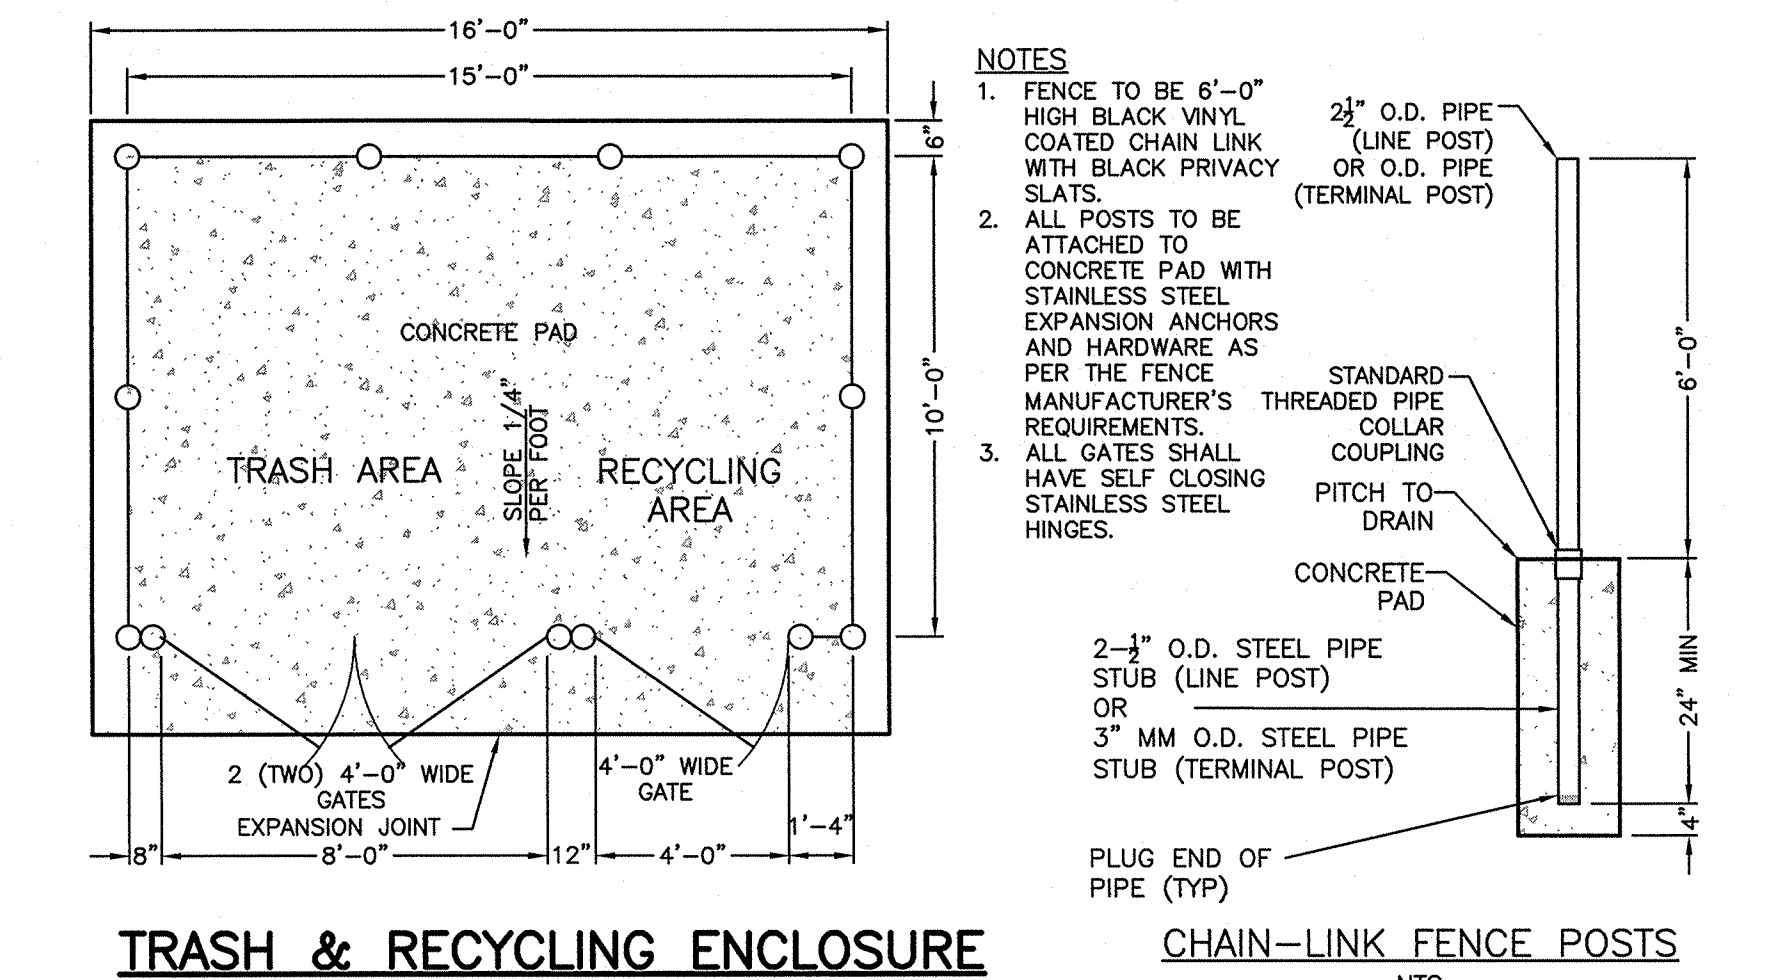 16'-0"
15'-0"
6"
10'-0"
CONCRETE PAD
SLOPE 1/4"
PER FOOT
TRASH AREA
RECYCLING
AREA
2 (TWO) 4'-0" WIDE
GATES
EXPANSION JOINT
4'-0" WIDE
GATE
8"
8'-0"
12"
4'-0"
1'-4"
TRASH & RECYCLING ENCLOSURE
NOTES
1. FENCE TO BE 6'-0"
HIGH BLACK VINYL
COATED CHAIN LINK
WITH BLACK PRIVACY
SLATS.
2. ALL POSTS TO BE
ATTACHED TO
CONCRETE PAD WITH
STAINLESS STEEL
EXPANSION ANCHORS
AND HARDWARE AS
PER THE FENCE
MANUFACTURER'S
REQUIREMENTS.
3. ALL GATES SHALL
HAVE SELF CLOSING
STAINLESS STEEL
HINGES.
2½" O.D. PIPE
(LINE POST)
OR O.D. PIPE
(TERMINAL POST)
STANDARD
THREADED PIPE
COLLAR
COUPLING
PITCH TO
DRAIN
CONCRETE
PAD
2-½" O.D. STEEL PIPE
STUB (LINE POST)
OR
3" MM O.D. STEEL PIPE
STUB (TERMINAL POST)
PLUG END OF
PIPE (TYP)
6'-0"
24" MIN
4"
CHAIN-LINK FENCE POSTS
NTS